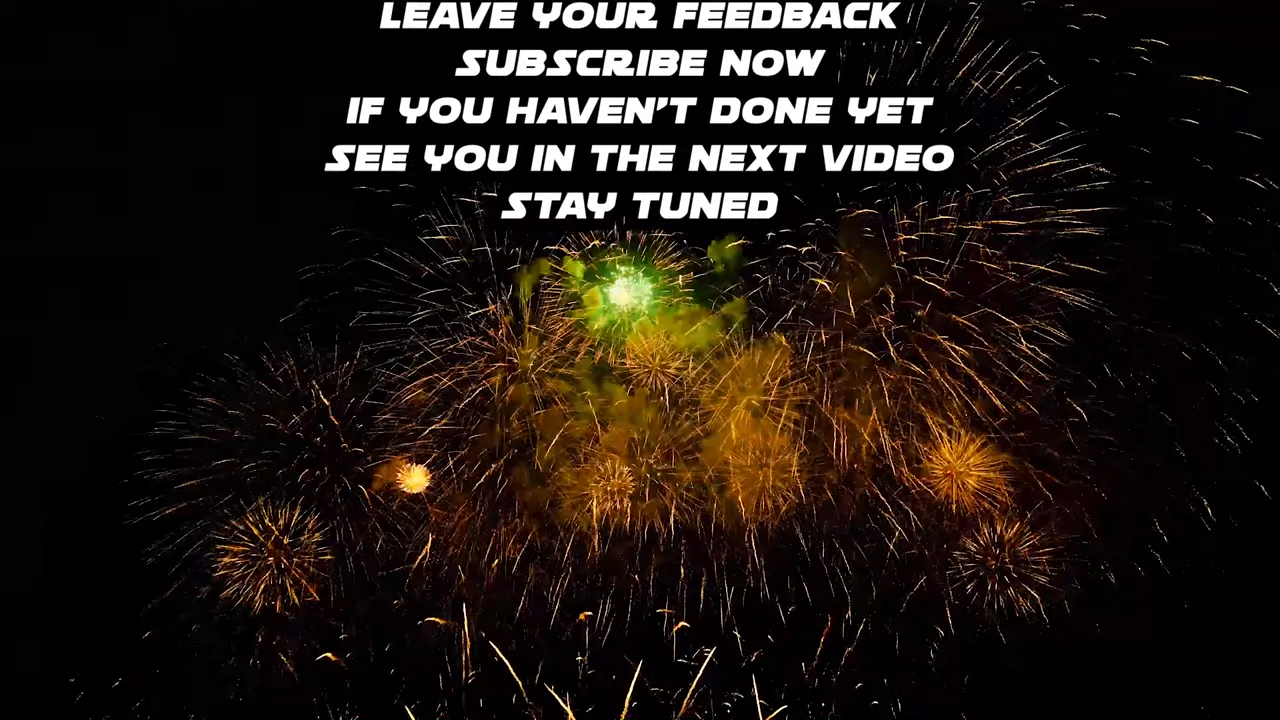 LEAVE YOUR FEEDBACK
SUBSCRIBE NOW
IF YOU HAVEN'T DONE YET
SEE YOU IN THE NEXT VIDEO
STAY TUNED